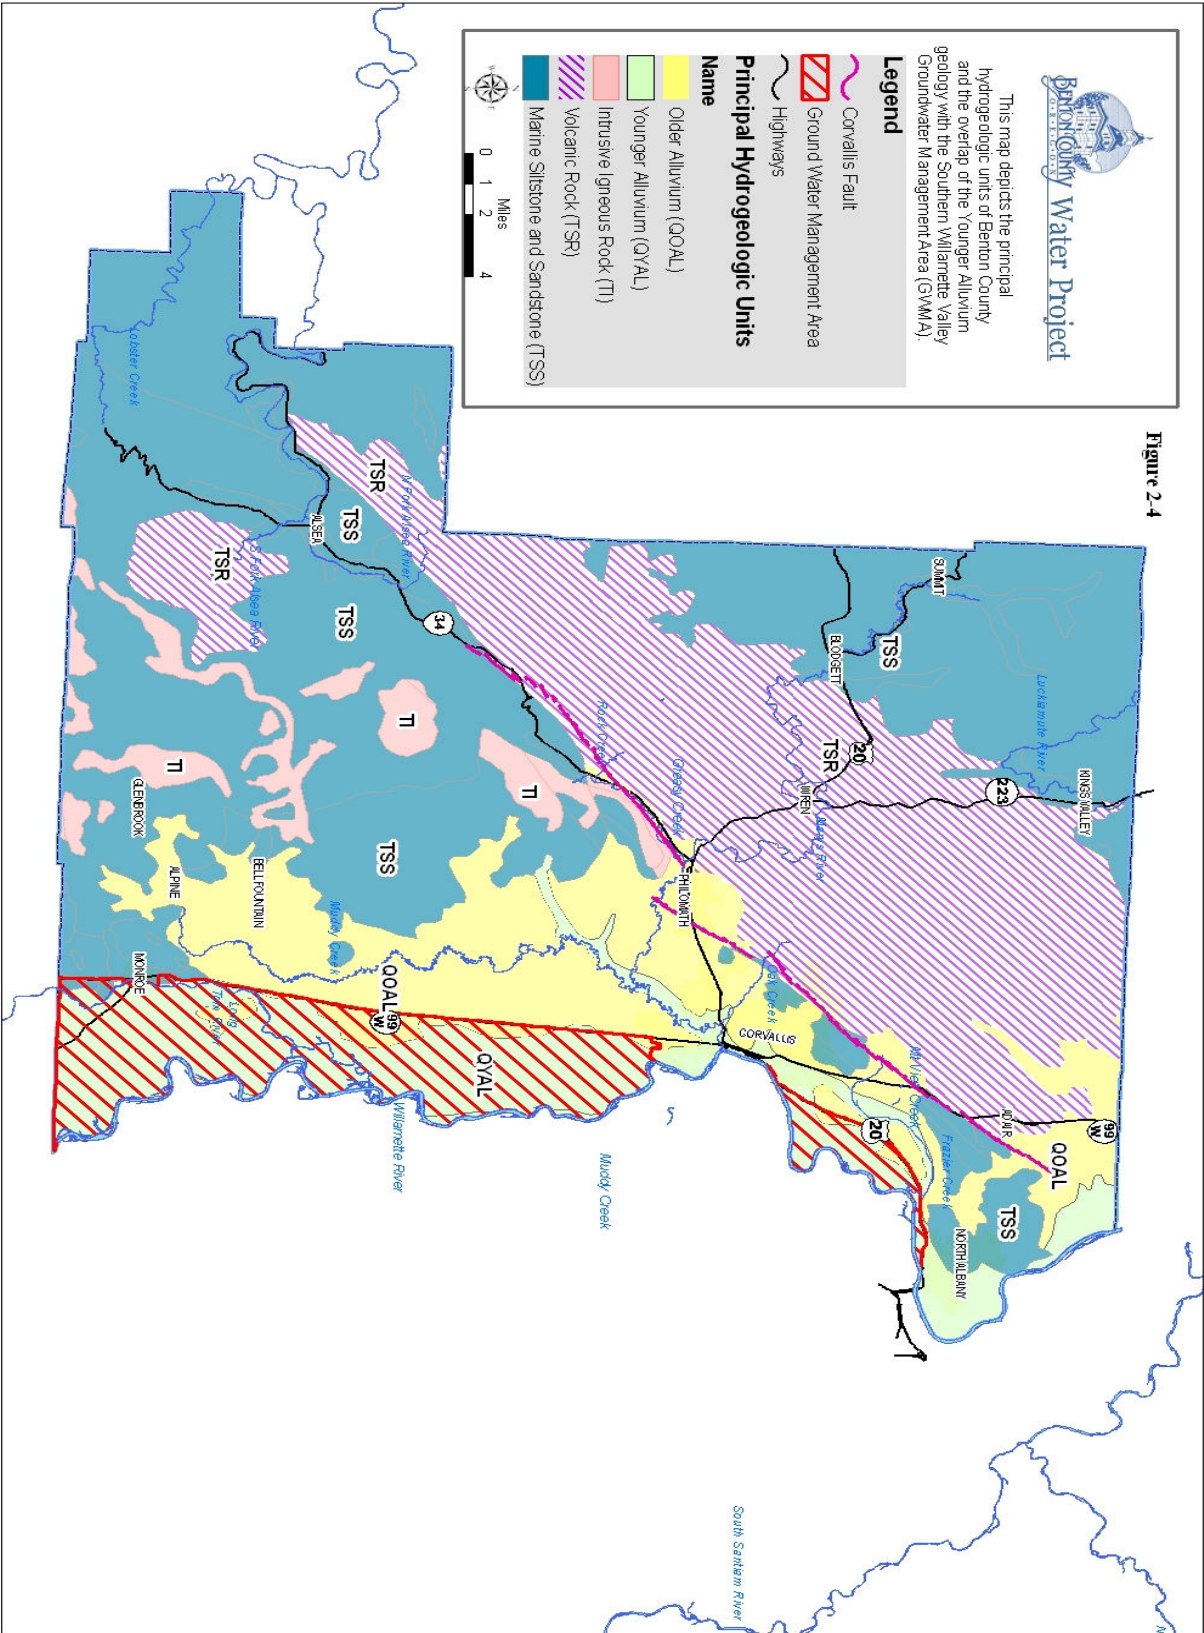 Figure 2-4
BENTON COUNTY Water Project
OREGON
This map depicts the principal
hydrogeologic units of Benton County
and the overlap of the Younger Alluvium
geology with the Southern Willamette Valley
Groundwater Management Area (GWMA).
Legend
Corvallis Fault
Ground Water Management Area
Highways
Principal Hydrogeologic Units
Name
Older Alluvium (QOAL)
Younger Alluvium (QYAL)
Intrusive Igneous Rock (TI)
Volcanic Rock (TSR)
Marine Siltstone and Sandstone (TSS)
0 1 2 4
Miles
KINGS VALLEY
Luckiamute River
223
SUMMIT
TSS
20
BLODGETT
TSR
WREN
Marys River
99 W
QOAL
ADAIR
TSS
NORTH ALBANY
Frazier Creek
Mt View Creek
20
Oak Creek
CORVALLIS
PHILOMATH
Greasy Creek
Rock Creek
34
TI
N Fork Alsea River
TSR
TSS
ALSEA
TSS
TI
TSS
QOAL
99 W
QYAL
Willamette River
Muddy Creek
Muddy Creek
South Santiam River
S Fork Alsea River
TSR
BELLFOUNTAIN
Long Tom River
TI
ALPINE
GLENBROOK
MONROE
Lobster Creek